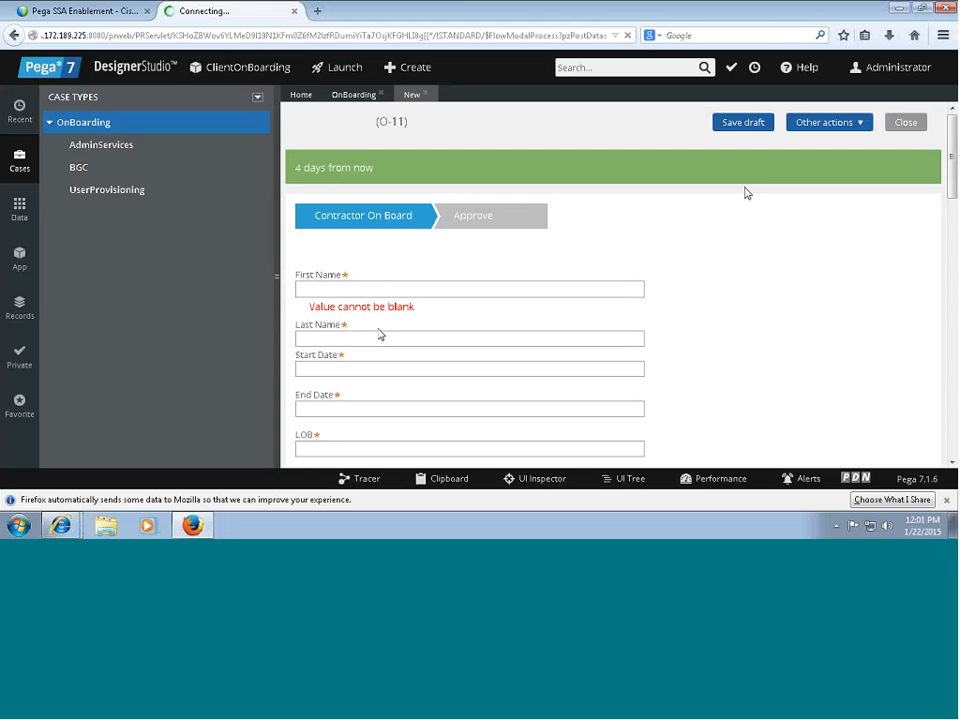 Pega SSA Enablement - Cis...
Connecting...
.172.189.225:8080/prweb/PRServlet/
Google
Pega 7 DesignerStudio™ ClientOnBoarding Launch Create Search... Help Administrator
Recent
Cases
Data
App
Records
Private
Favorite
CASE TYPES
OnBoarding
AdminServices
BGC
UserProvisioning
Home OnBoarding New
(O-11)
Save draft Other actions Close
4 days from now
Contractor On Board Approve
First Name*
Value cannot be blank
Last Name*
Start Date*
End Date*
LOB*
Tracer Clipboard UI Inspector UI Tree Performance Alerts PDN Pega 7.1.6
Firefox automatically sends some data to Mozilla so that we can improve your experience.
Choose What I Share
12:01 PM
1/22/2015